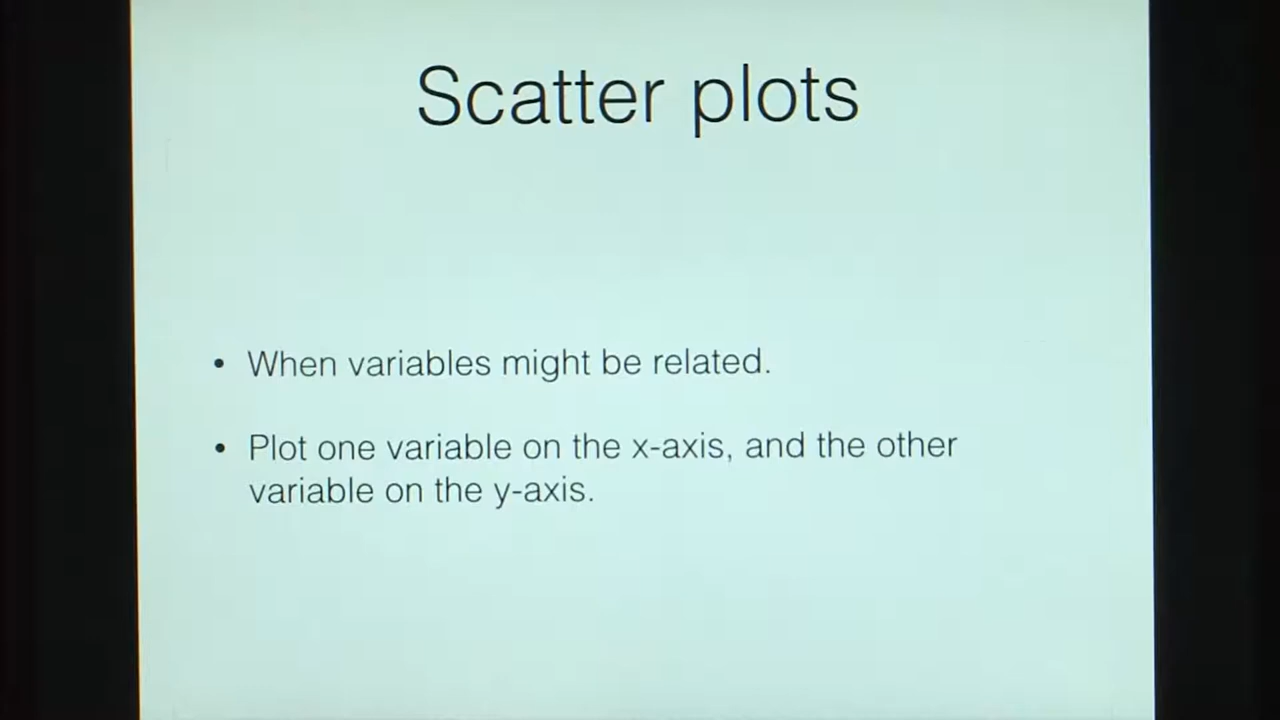 Scatter plots
• When variables might be related.
• Plot one variable on the x-axis, and the other
variable on the y-axis.